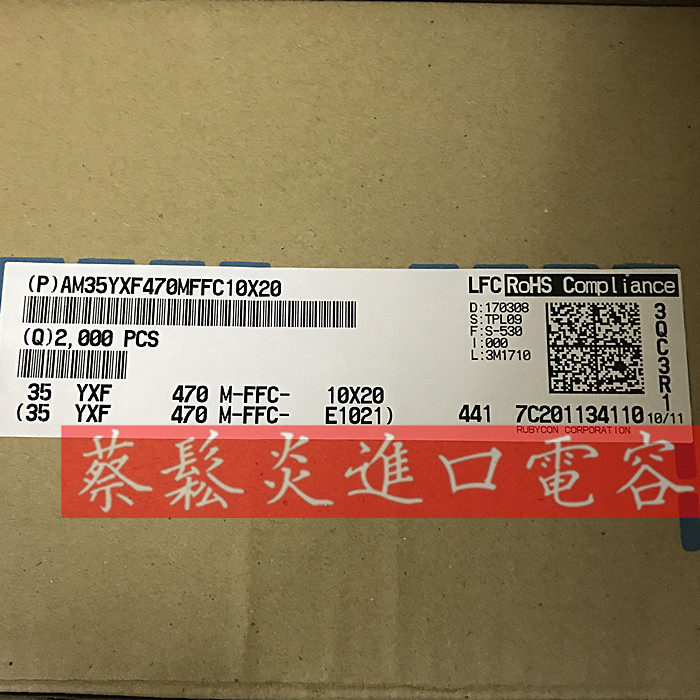 (P)AM35YXF470MFFC10X20
(Q)2,000 PCS
35 YXF 470 M-FFC- 10X20
(35 YXF 470 M-FFC- E1021)
LFC RoHS Compliance
D:170308
S:TPL09
F:S-530
I:000
L:3M1710
3QC3R1
441 7C201134110 10/11
RUBYCON CORPORATION
蔡鬆炎進口電容